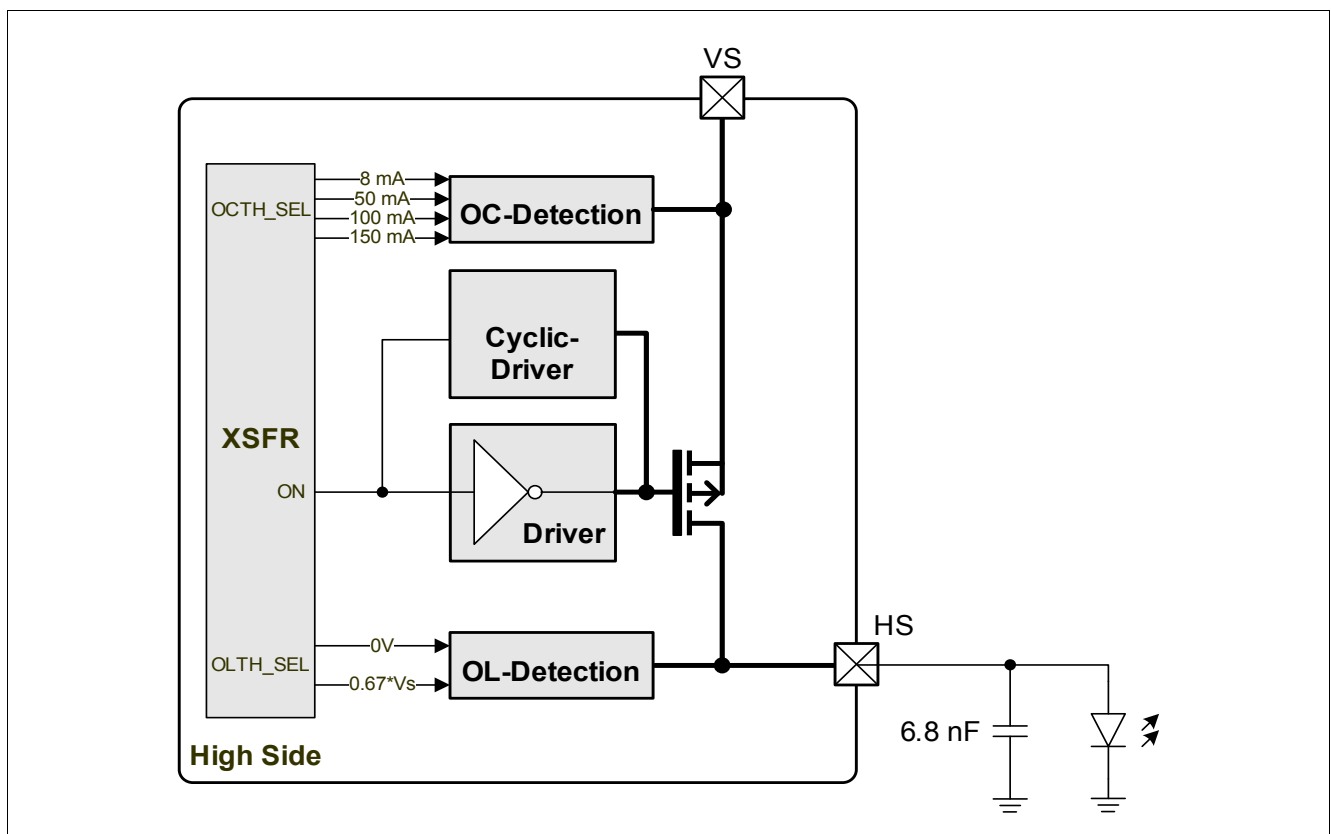 VS
8 mA
50 mA
OCTH_SEL
100 mA
150 mA
OC-Detection
Cyclic-
Driver
XSFR
ON
Driver
HS
0V
OLTH_SEL
0.67*Vs
OL-Detection
6.8 nF
High Side